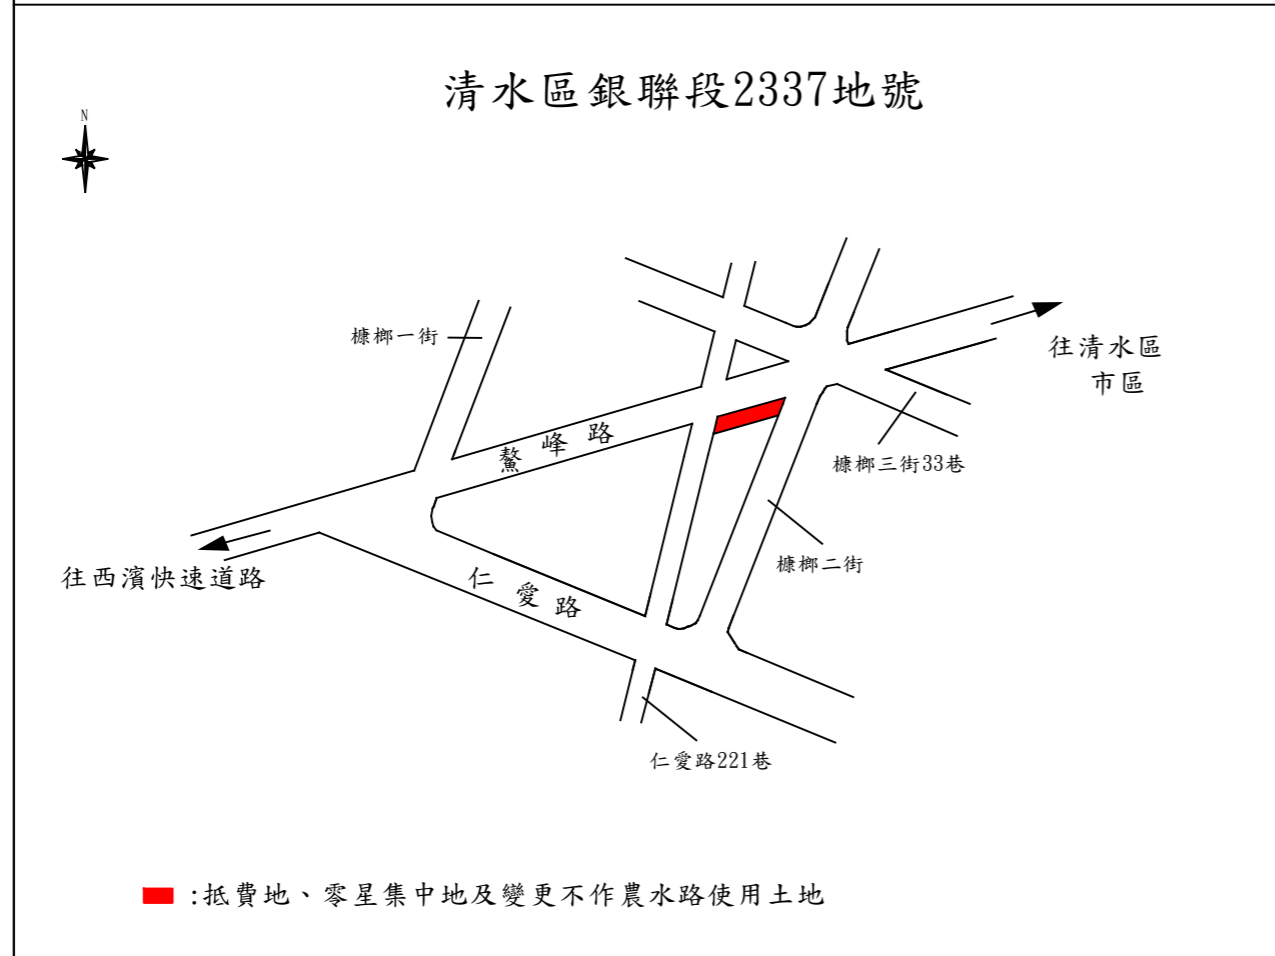 清水區銀聯段2337地號
N
槺榔一街
往清水區
市區
鰲峰路
槺榔三街33巷
槺榔二街
往西濱快速道路
仁愛路
仁愛路221巷
:抵費地、零星集中地及變更不作農水路使用土地